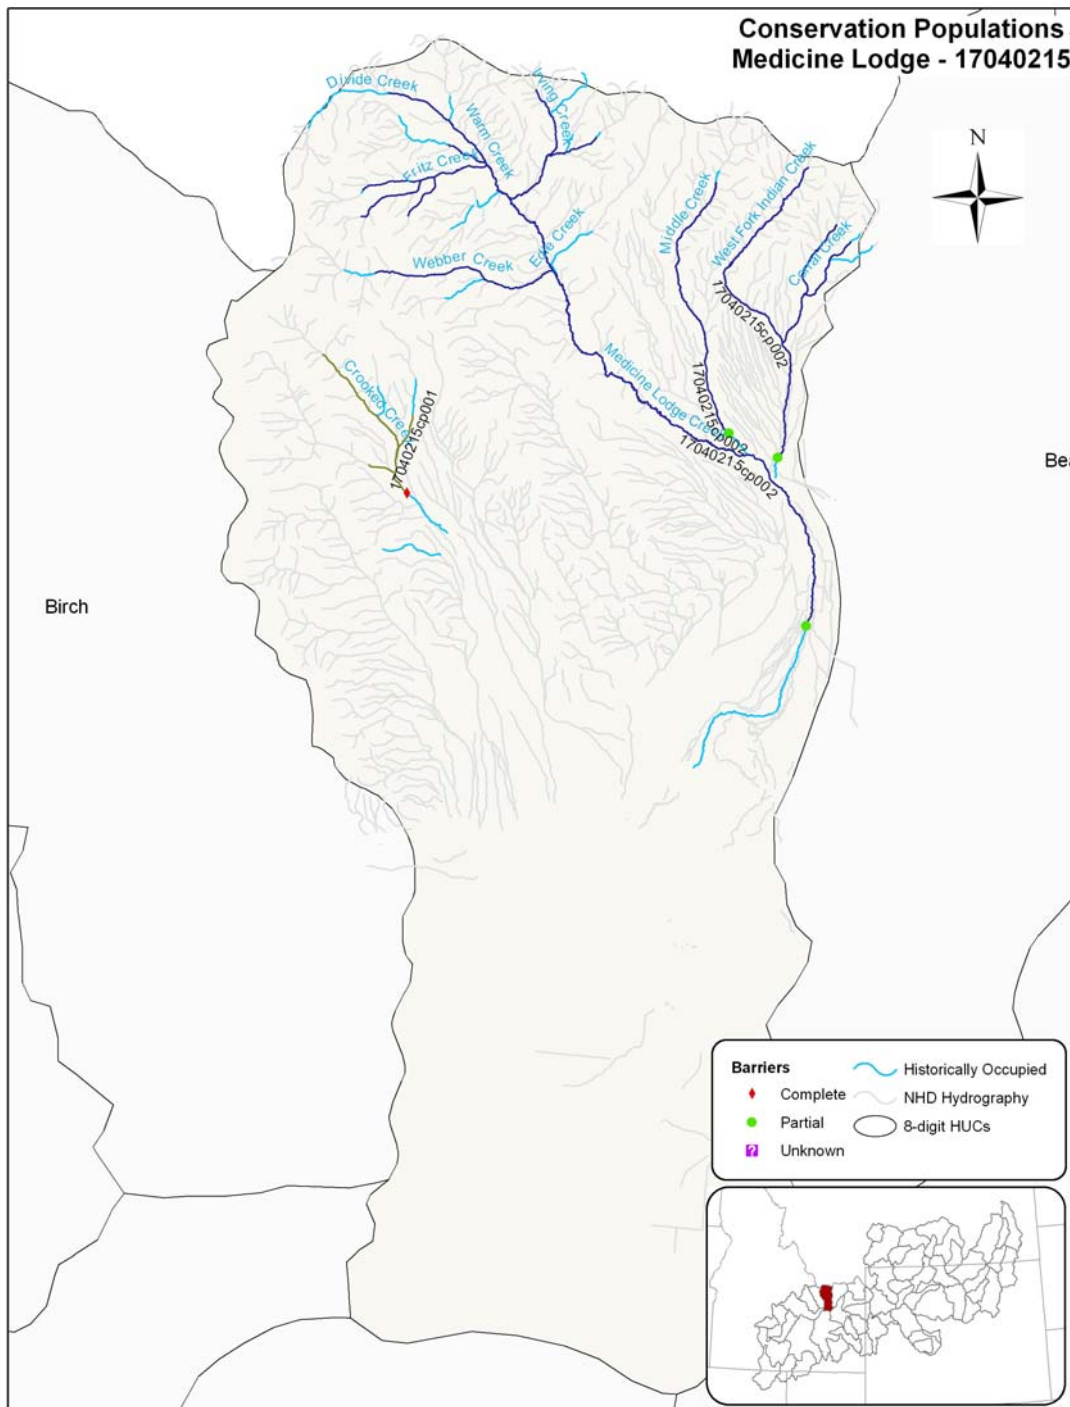 Conservation Populations
Medicine Lodge - 17040215
N
Divide Creek
Irving Creek
Warm Creek
Fritz Creek
Middle Creek
West Fork Indian Creek
Edie Creek
Corral Creek
Webber Creek
17040215cp002
Medicine Lodge Creek
Crooked Creek
17040215cp001
17040215cp002
Bea
Birch
Barriers
Complete
Partial
Unknown
Historically Occupied
NHD Hydrography
8-digit HUCs